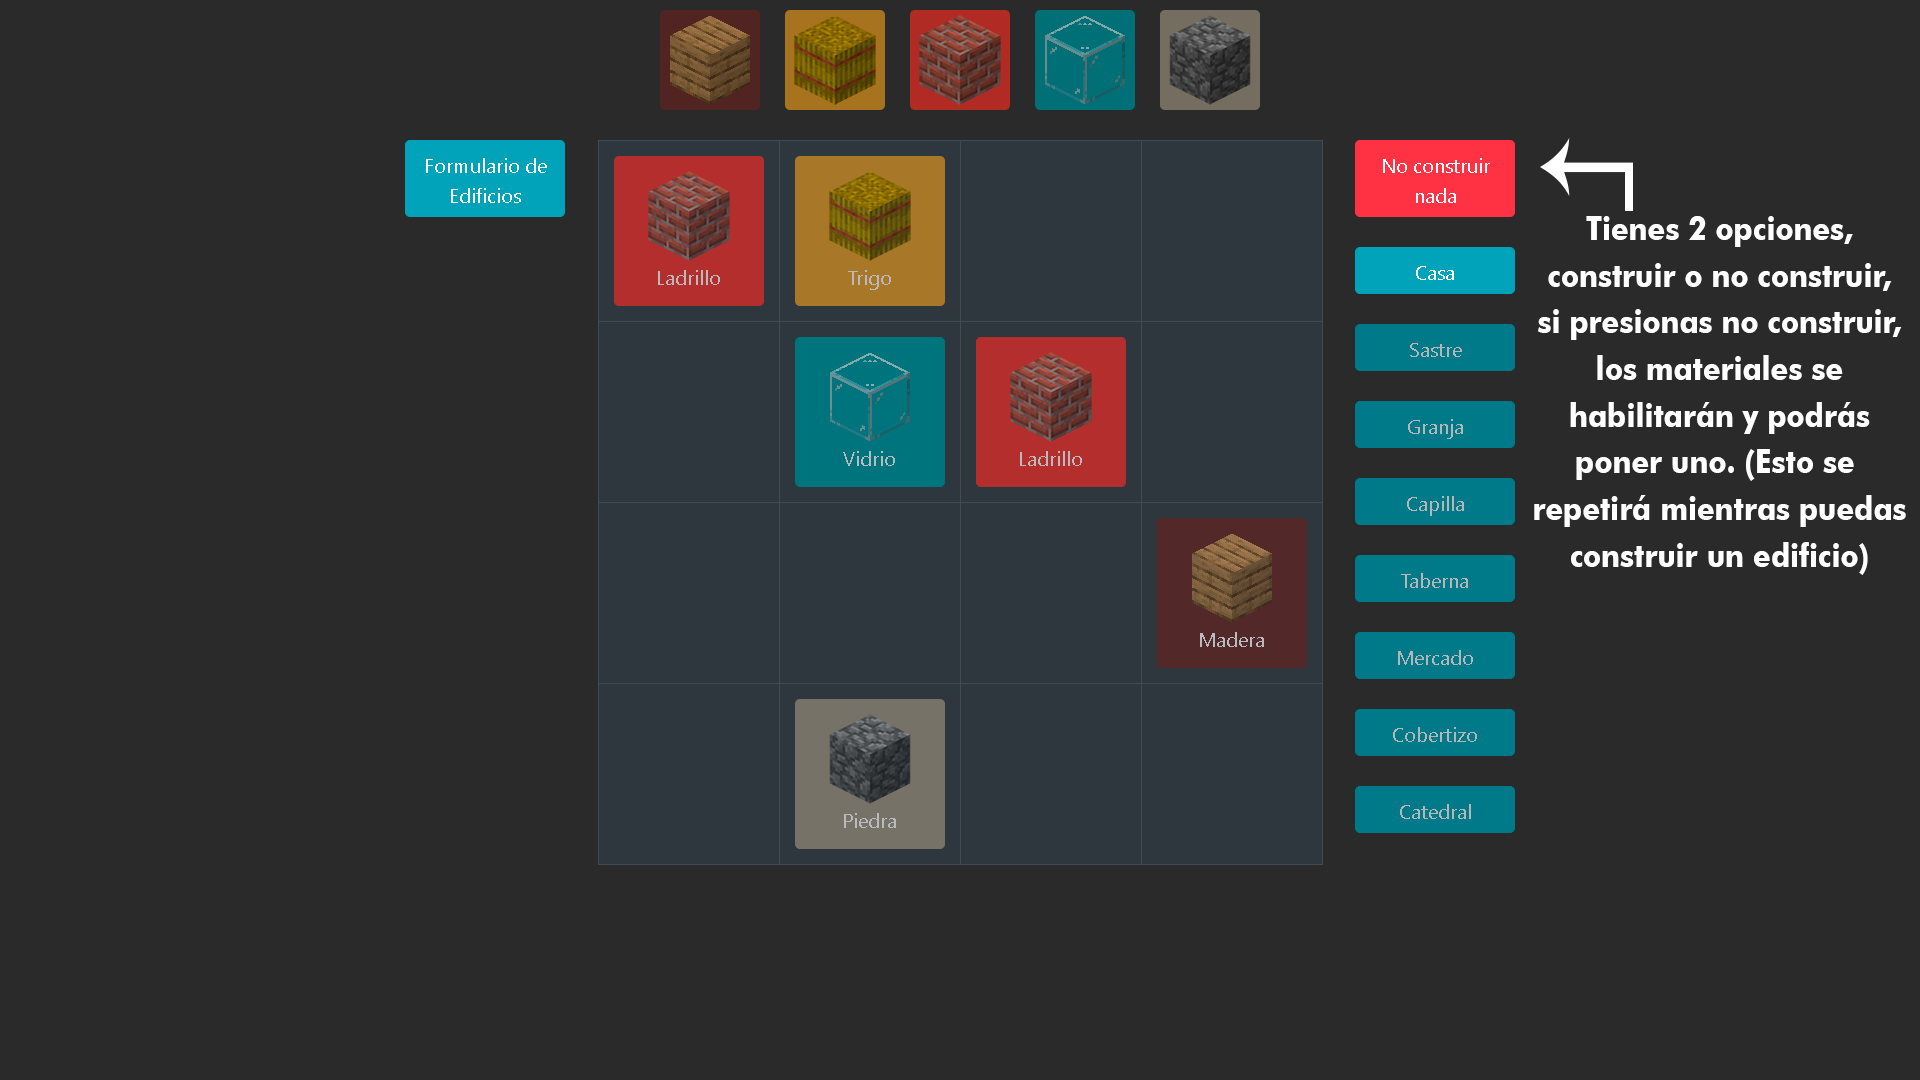 Formulario de
Edificios
Ladrillo
Trigo
Vidrio
Ladrillo
Madera
Piedra
No construir
nada
Casa
Sastre
Granja
Capilla
Taberna
Mercado
Cobertizo
Catedral
Tienes 2 opciones,
construir o no construir,
si presionas no construir,
los materiales se
habilitarán y podrás
poner uno. (Esto se
repetirá mientras puedas
construir un edificio)